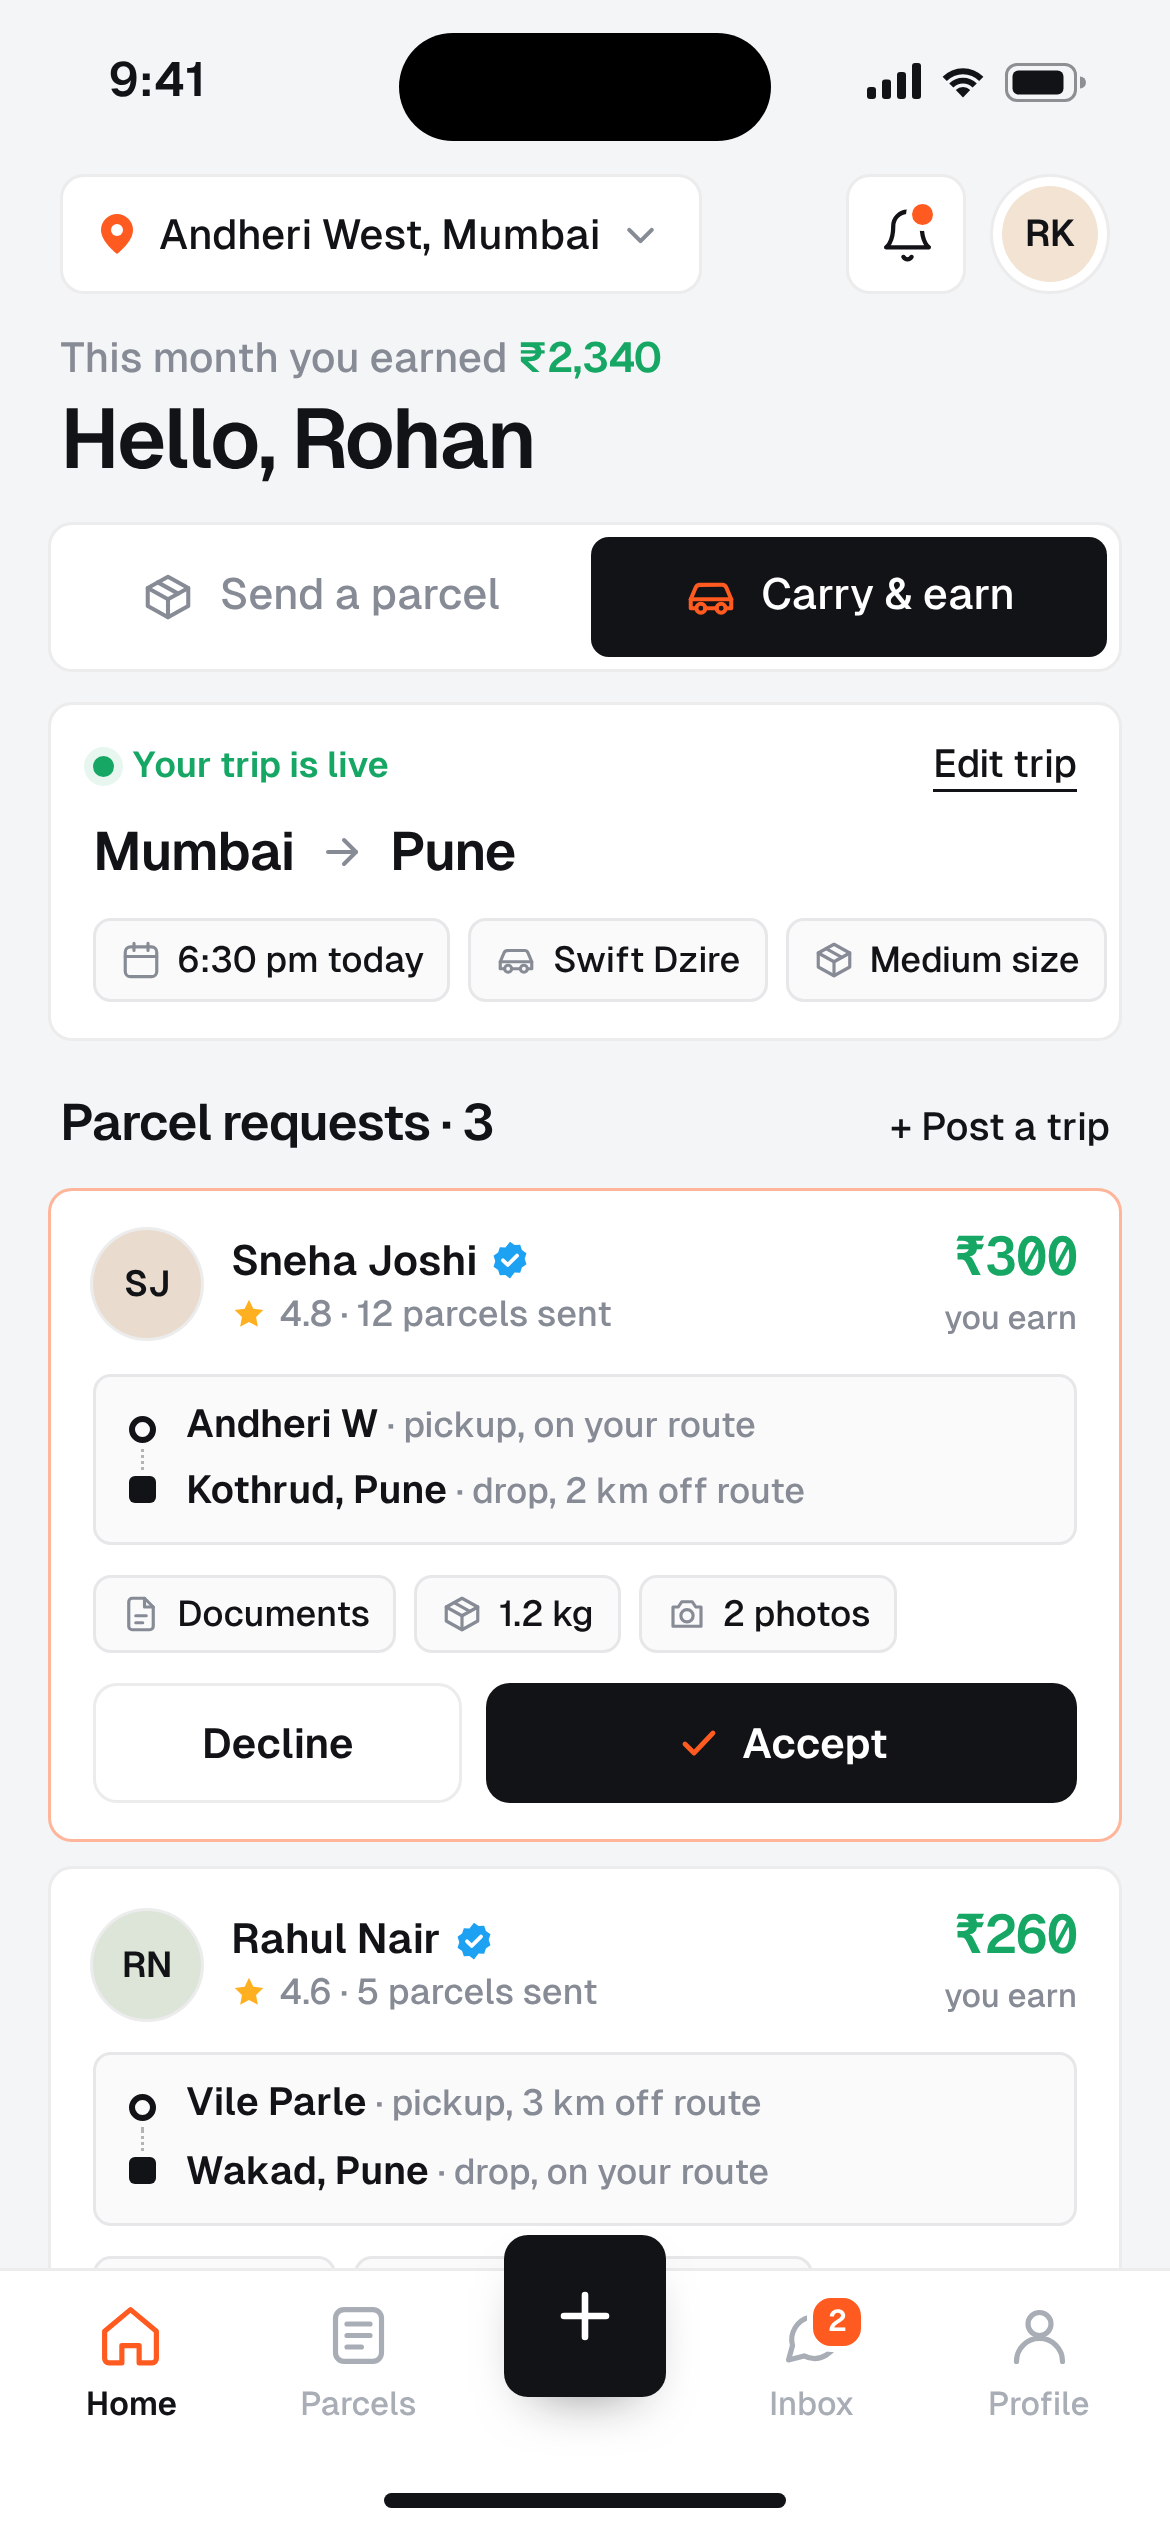 9:41
Andheri West, Mumbai
RK
This month you earned ₹2,340
Hello, Rohan
Send a parcel
Carry & earn
Your trip is live
Edit trip
Mumbai → Pune
6:30 pm today
Swift Dzire
Medium size
Parcel requests · 3
+ Post a trip
SJ
Sneha Joshi
₹300
4.8 · 12 parcels sent
you earn
Andheri W · pickup, on your route
Kothrud, Pune · drop, 2 km off route
Documents
1.2 kg
2 photos
Decline
Accept
RN
Rahul Nair
₹260
4.6 · 5 parcels sent
you earn
Vile Parle · pickup, 3 km off route
Wakad, Pune · drop, on your route
2
Home
Parcels
Inbox
Profile